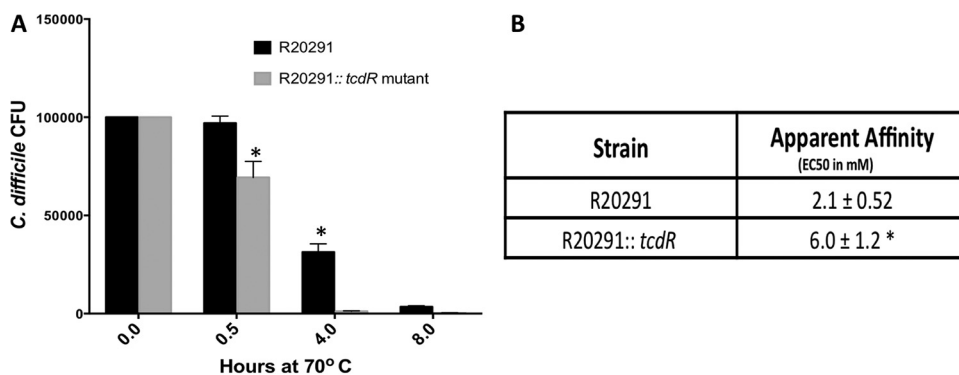 A
150000
100000
50000
0
C. difficile CFU
R20291
R20291:: tcdR mutant
*
*
0.0
0.5
4.0
8.0
Hours at 70° C
B
Strain
Apparent Affinity
(EC50 in mM)
R20291
2.1 ± 0.52
R20291:: tcdR
6.0 ± 1.2 *